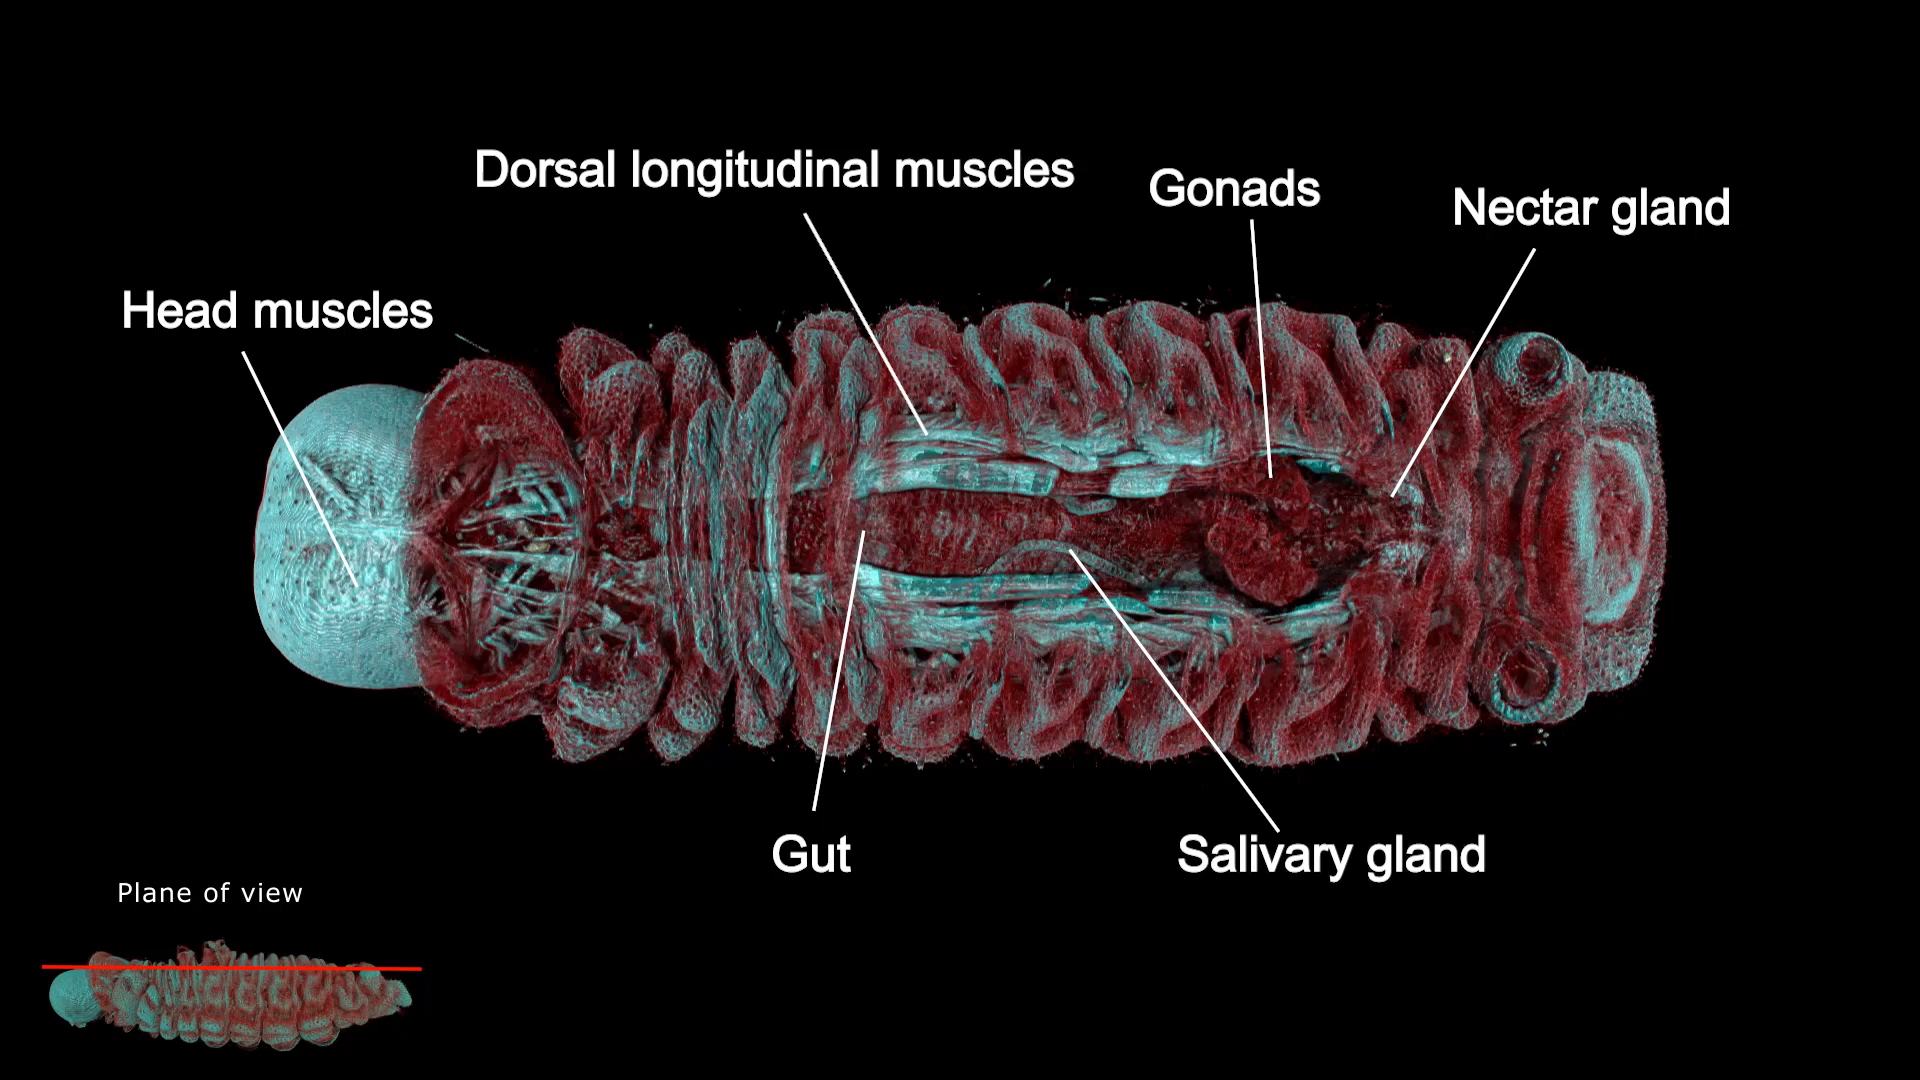 Dorsal longitudinal muscles
Gonads
Nectar gland
Head muscles
Gut
Salivary gland
Plane of view